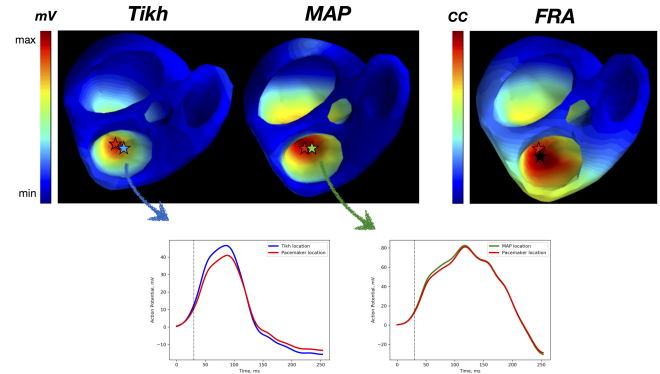 Tikh
MAP
FRA
mV
max
min
CC
Tikh location
Pacemaker location
Action Potential, mV
40
30
20
10
0
−10
0
50
100
150
200
250
Time, ms
MAP location
Pacemaker location
Action Potential, mV
80
60
40
20
0
−20
0
50
100
150
200
250
Time, ms